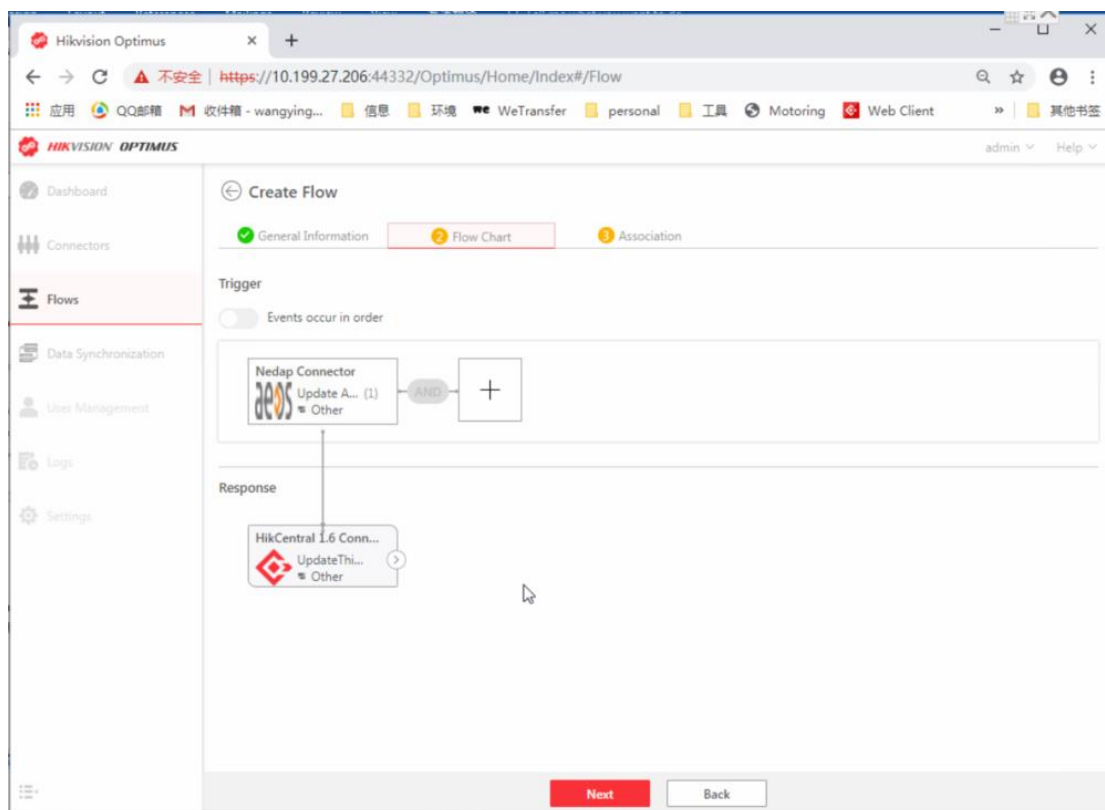 Hikvision Optimus
不安全 | https://10.199.27.206:44332/Optimus/Home/Index#/Flow
应用 QQ邮箱 收件箱 - wangying... 信息 环境 we WeTransfer personal 工具 Motoring Web Client » 其他书签
HIKVISION OPTIMUS admin Help
Dashboard
Create Flow
General Information 2 Flow Chart 3 Association
Connectors
Trigger
Flows
Events occur in order
Data Synchronization
Nedap Connector
aeos Update A... (1) AND +
Other
User Management
Logs
Response
Settings
HikCentral 1.6 Conn...
UpdateThi...
Other
Next Back